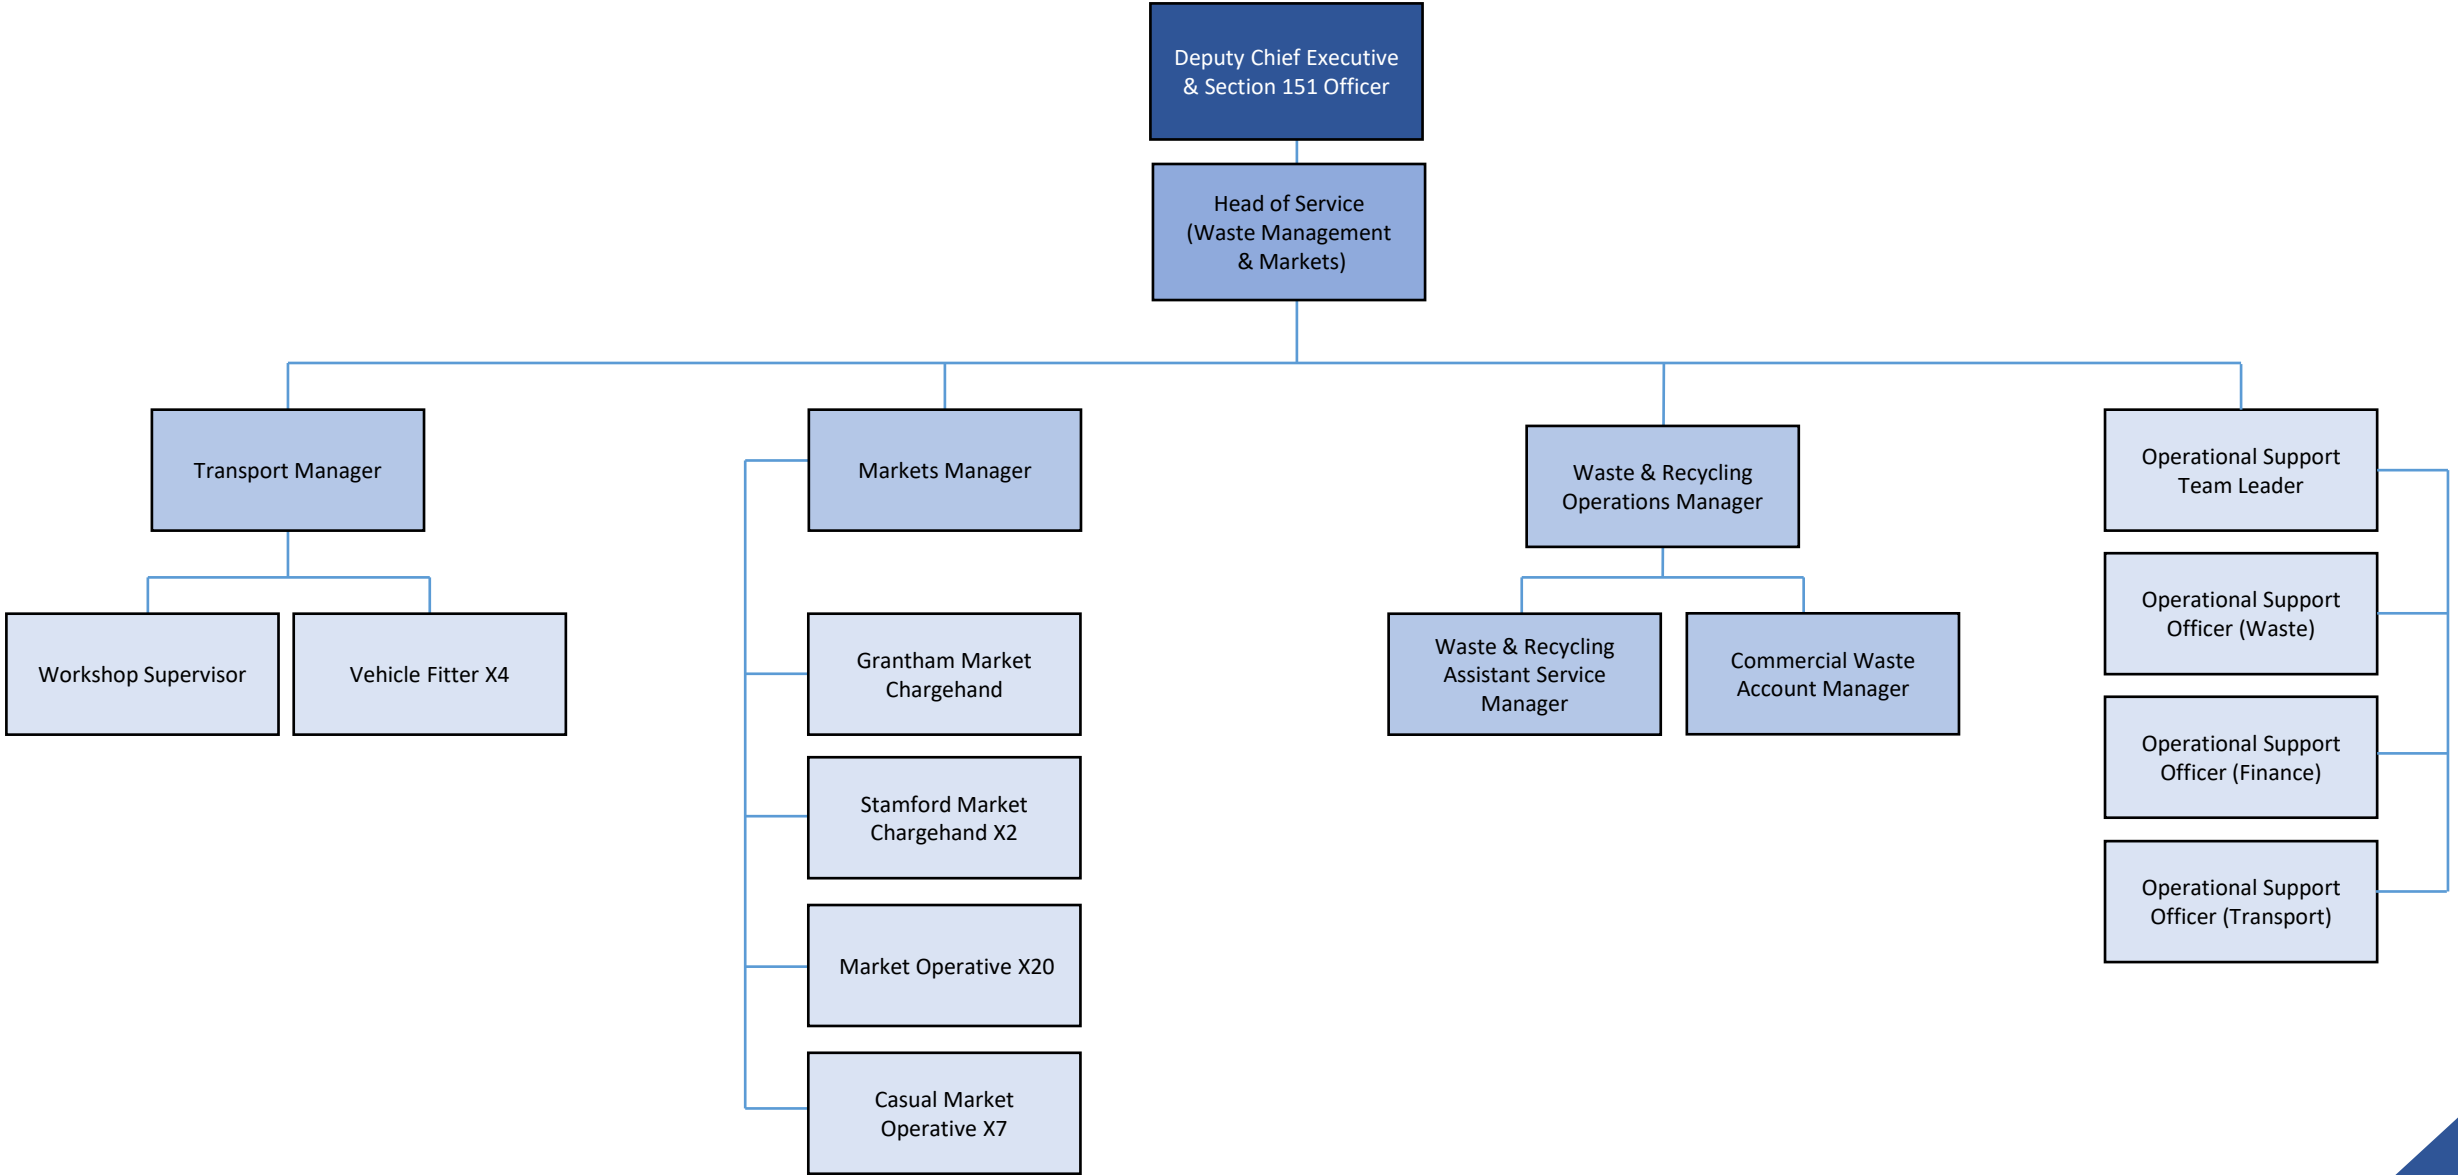 Deputy Chief Executive
& Section 151 Officer
Head of Service
(Waste Management
& Markets)
Transport Manager
Markets Manager
Waste & Recycling
Operations Manager
Operational Support
Team Leader
Workshop Supervisor
Vehicle Fitter X4
Grantham Market
Chargehand
Stamford Market
Chargehand X2
Market Operative X20
Casual Market
Operative X7
Waste & Recycling
Assistant Service
Manager
Commercial Waste
Account Manager
Operational Support
Officer (Waste)
Operational Support
Officer (Finance)
Operational Support
Officer (Transport)